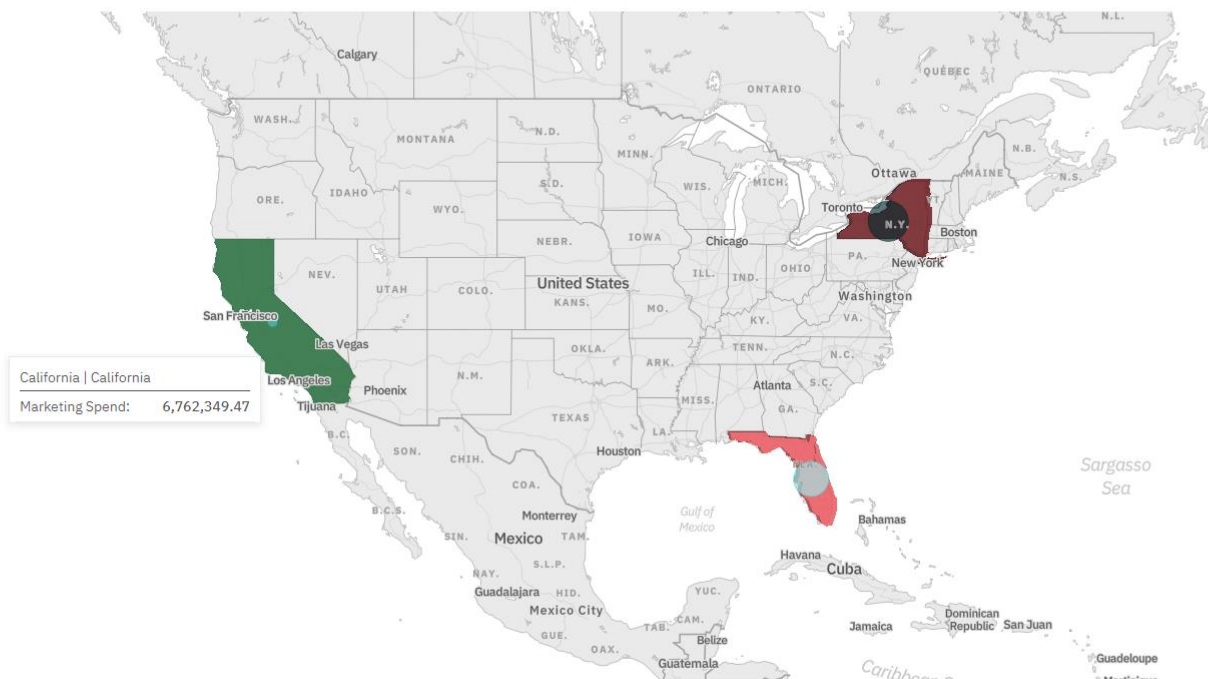 N.L.
Calgary
QUÉBEC
ONTARIO
WASH.
MONTANA
N.D.
MINN.
N.B.
Ottawa
MAINE
N.S.
S.D.
WIS.
MICH.
IDAHO
ORE.
WYO.
Toronto
VT.
N.Y.
Boston
IOWA
Chicago
NEBR.
PA.
New York
NEV.
UTAH
COLO.
United States
ILL.
IND.
OHIO
Washington
KANS.
MO.
San Francisco
KY.
VA.
Las Vegas
OKLA.
TENN.
N.C.
ARK.
California | California
Los Angeles
Phoenix
N.M.
Atlanta
S.C.
Marketing Spend: 6,762,349.47
Tijuana
MISS.
GA.
TEXAS
B.C.
LA.
SON.
CHIH.
Houston
FLA.
Sargasso
Sea
COA.
B.C.S.
Monterrey
Gulf of
Mexico
Bahamas
SIN.
Mexico
TAM.
Havana
Cuba
S.L.P.
NAY.
Guadalajara
HID.
YUC.
Mexico City
Dominican
Republic
San Juan
GUE.
TAB.
CAM.
Jamaica
Belize
OAX.
Guatemala
Guadeloupe
Caribbean